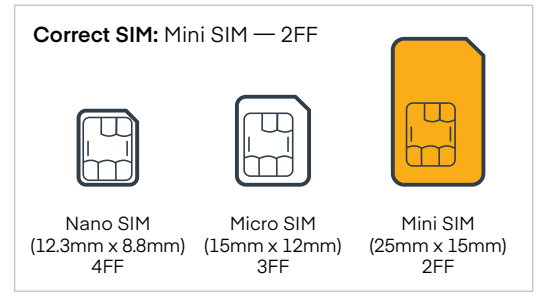 Correct SIM: Mini SIM — 2FF
Nano SIM
(12.3mm x 8.8mm)
4FF
Micro SIM
(15mm x 12mm)
3FF
Mini SIM
(25mm x 15mm)
2FF